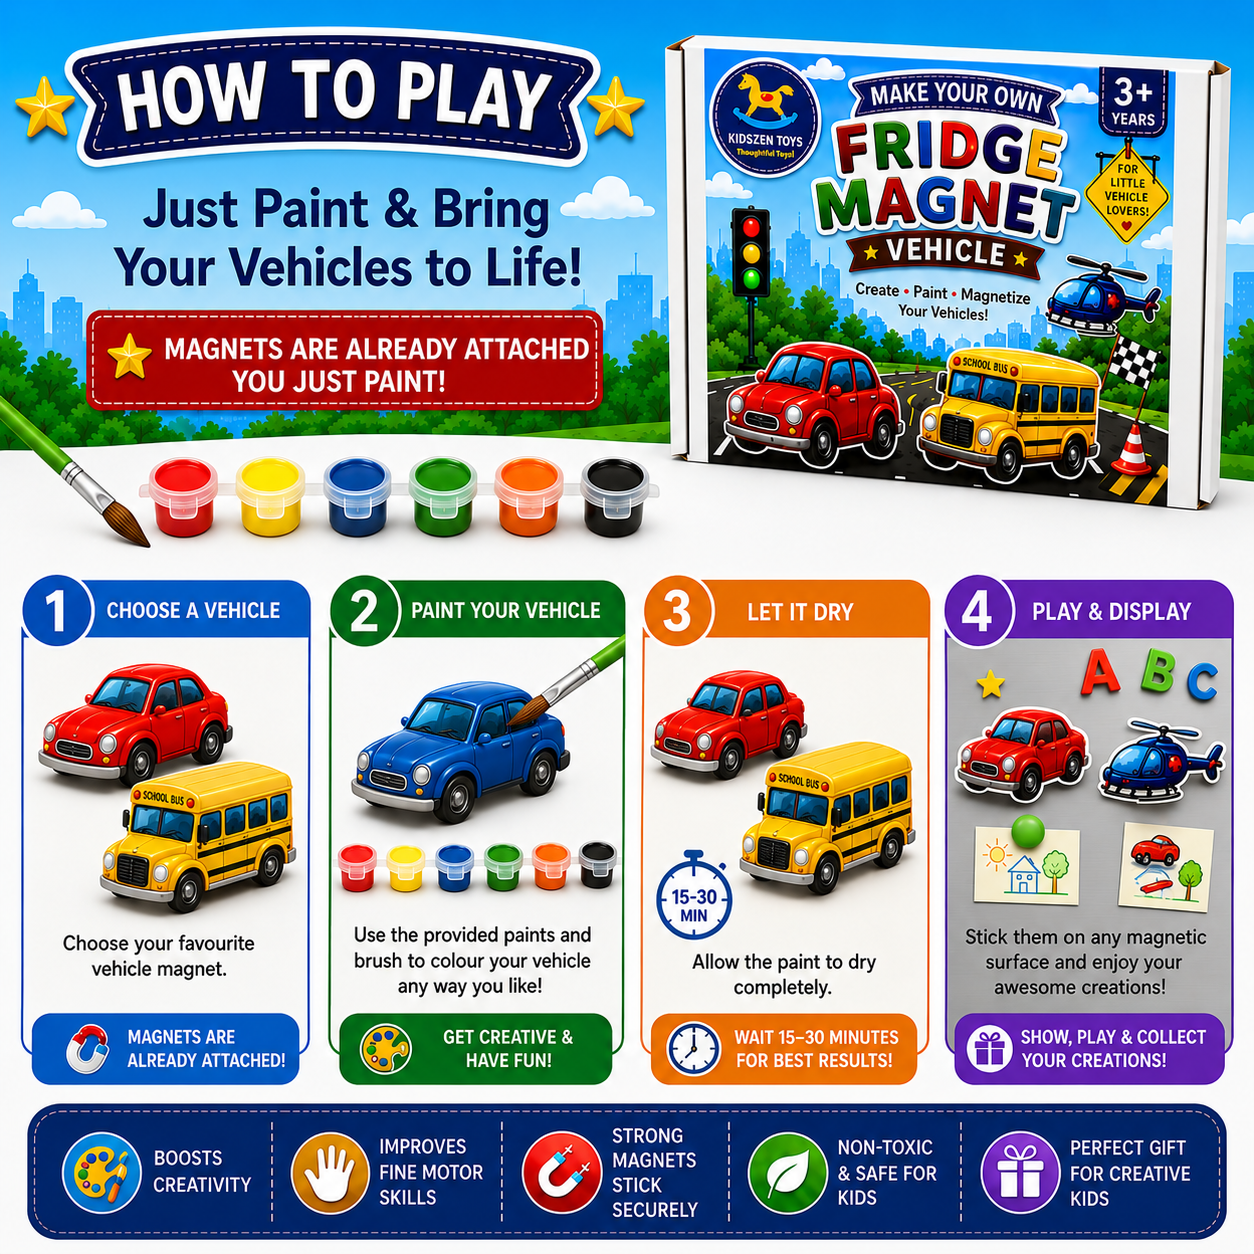 HOW TO PLAY
Just Paint & Bring
Your Vehicles to Life!
MAGNETS ARE ALREADY ATTACHED
YOU JUST PAINT!
KIDSZEN TOYS
Thoughtful Toys!
MAKE YOUR OWN
FRIDGE
MAGNET
VEHICLE
Create • Paint • Magnetize
Your Vehicles!
3+
YEARS
FOR
LITTLE
VEHICLE
LOVERS!
SCHOOL BUS
1
CHOOSE A VEHICLE
SCHOOL BUS
Choose your favourite
vehicle magnet.
MAGNETS ARE
ALREADY ATTACHED!
2
PAINT YOUR VEHICLE
Use the provided paints and
brush to colour your vehicle
any way you like!
GET CREATIVE &
HAVE FUN!
3
LET IT DRY
SCHOOL BUS
15-30
MIN
Allow the paint to dry
completely.
WAIT 15–30 MINUTES
FOR BEST RESULTS!
4
PLAY & DISPLAY
A B C
Stick them on any magnetic
surface and enjoy your
awesome creations!
SHOW, PLAY & COLLECT
YOUR CREATIONS!
BOOSTS
CREATIVITY
IMPROVES
FINE MOTOR
SKILLS
STRONG
MAGNETS
STICK
SECURELY
NON-TOXIC
& SAFE FOR
KIDS
PERFECT GIFT
FOR CREATIVE
KIDS